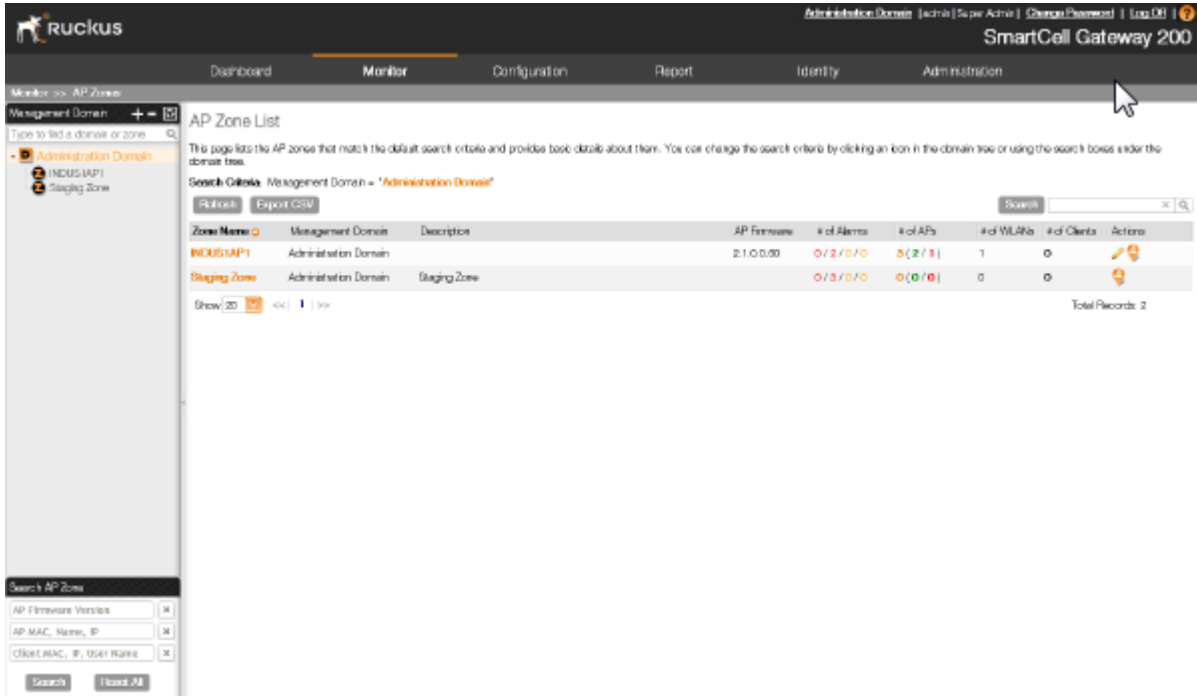 Ruckus
Administration Domain | admin | Super Admin | Change Password | Log Off | ?
SmartCell Gateway 200
Dashboard Monitor Configuration Report Identity Administration
Monitor >> AP Zones
Management Domain
Type to find a domain or zone
Administration Domain
INDUS1AP1
Staging Zone
AP Zone List
This page lists the AP zones that match the default search criteria and provides basic details about them. You can change the search criteria by clicking an icon in the domain tree or using the search boxes under the
domain tree.
Search Criteria: Management Domain = "Administration Domain"
Refresh Export CSV Search
Zone Name Management Domain Description AP Firmware # of Alarms # of APs # of WLANs # of Clients Actions
INDUS1AP1 Administration Domain 2.1.0.0.60 0/2/0/0 3 (2/1) 1 0
Staging Zone Administration Domain Staging Zone 0/3/0/0 0 (0/0) 0 0
Show 20 << | 1 | >> Total Records: 2
Search AP Zone
AP Firmware Version
AP MAC, Name, IP
Client MAC, IP, User Name
Search Reset All